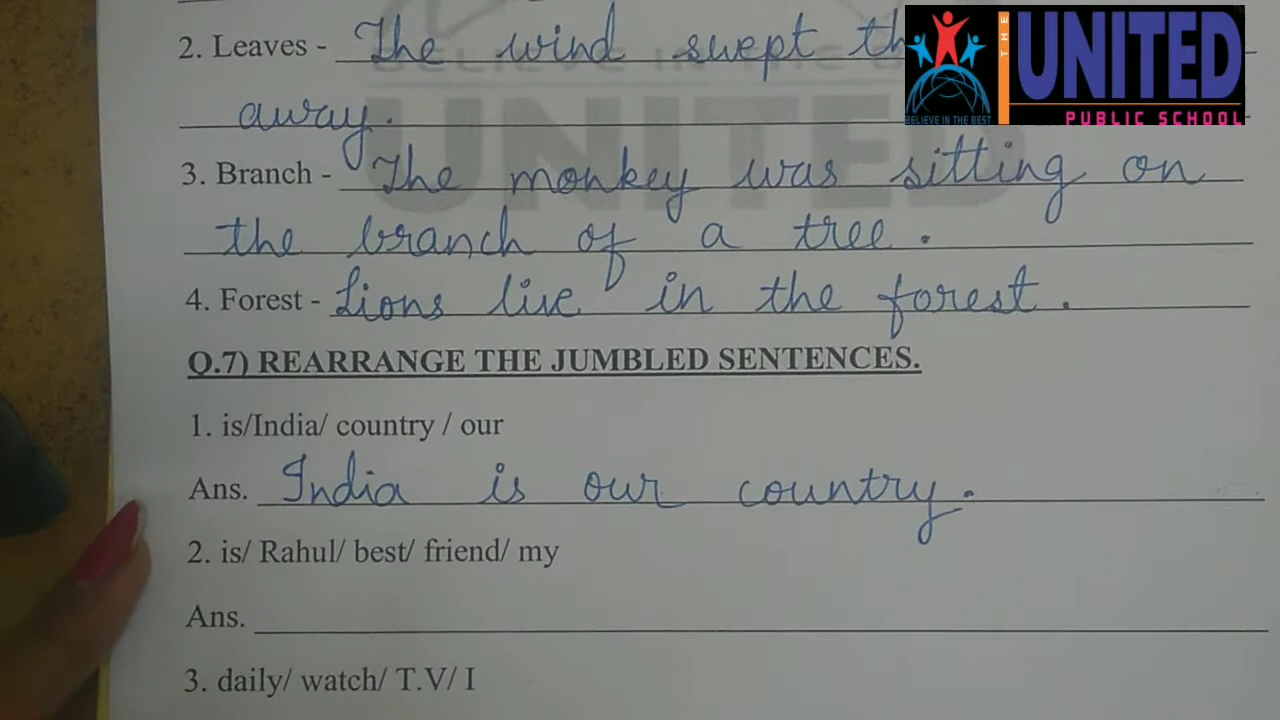 2. Leaves - The wind swept
THE UNITED
PUBLIC SCHOOL
BELIEVE IN THE BEST
away.
UNITED
3. Branch - The monkey was sitting on
the branch of a tree.
4. Forest - Lions live in the forest.
Q.7) REARRANGE THE JUMBLED SENTENCES.
1. is/India/ country / our
Ans. India is our country.
2. is/ Rahul/ best/ friend/ my
Ans.
3. daily/ watch/ T.V/ I